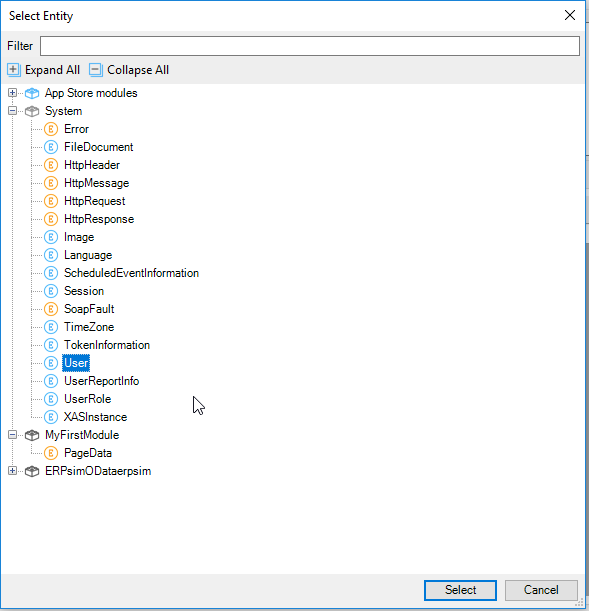 Select Entity
Filter
Expand All Collapse All
App Store modules
System
Error
FileDocument
HttpHeader
HttpMessage
HttpRequest
HttpResponse
Image
Language
ScheduledEventInformation
Session
SoapFault
TimeZone
TokenInformation
User
UserReportInfo
UserRole
XASInstance
MyFirstModule
PageData
ERPsimODataerpsim
Select Cancel